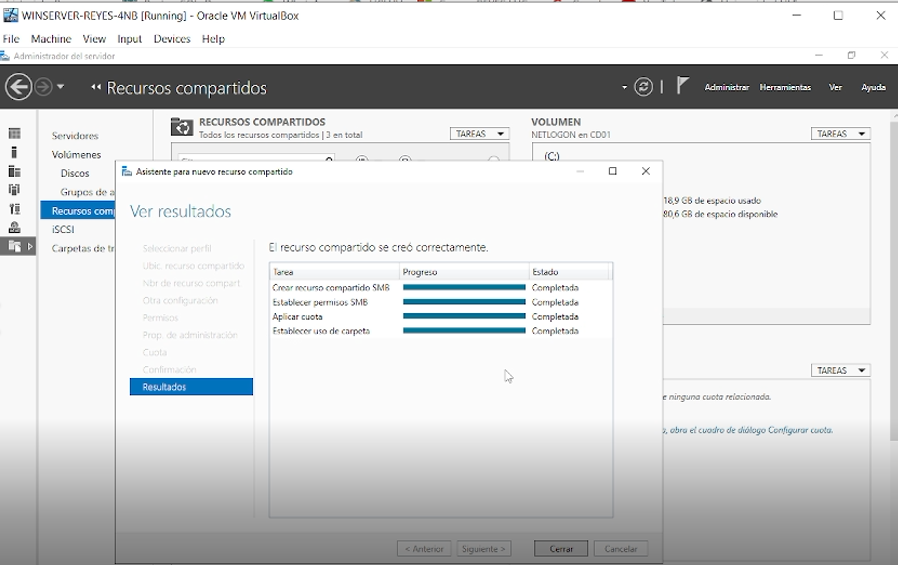 WINSERVER-REYES-4NB [Running] - Oracle VM VirtualBox
File Machine View Input Devices Help
Administrador del servidor
Recursos compartidos
Administrar Herramientas Ver Ayuda
Servidores
Volúmenes
Discos
Grupos de a
Recursos comp
iSCSI
Carpetas de tr
RECURSOS COMPARTIDOS
Todos los recursos compartidos | 3 en total
TAREAS
VOLUMEN
NETLOGON en CD01
TAREAS
(C:)
18,9 GB de espacio usado
80,6 GB de espacio disponible
TAREAS
e ninguna cuota relacionada.
, abra el cuadro de diálogo Configurar cuota.
Asistente para nuevo recurso compartido
Ver resultados
Seleccionar perfil
Ubic. recurso compartido
Nbr de recurso compart
Otra configuración
Permisos
Prop. de administración
Cuota
Confirmación
Resultados
El recurso compartido se creó correctamente.
Tarea Progreso Estado
Crear recurso compartido SMB Completada
Establecer permisos SMB Completada
Aplicar cuota Completada
Establecer uso de carpeta Completada
< Anterior Siguiente > Cerrar Cancelar